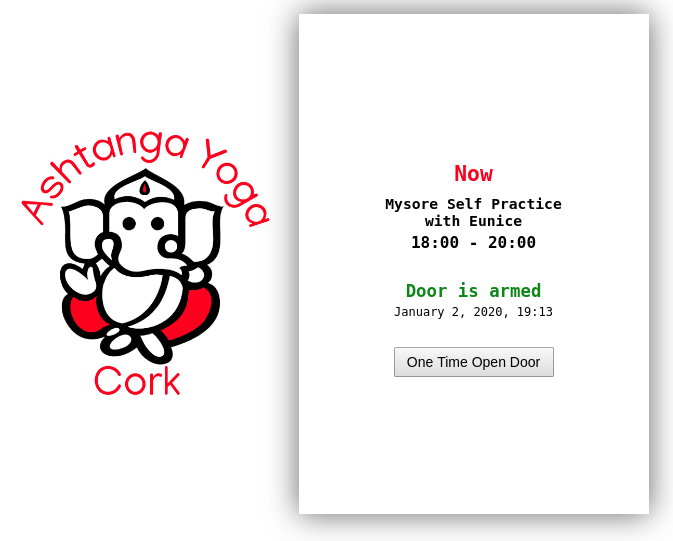 Ashtanga Yoga
Cork
Now
Mysore Self Practice
with Eunice
18:00 - 20:00
Door is armed
January 2, 2020, 19:13
One Time Open Door